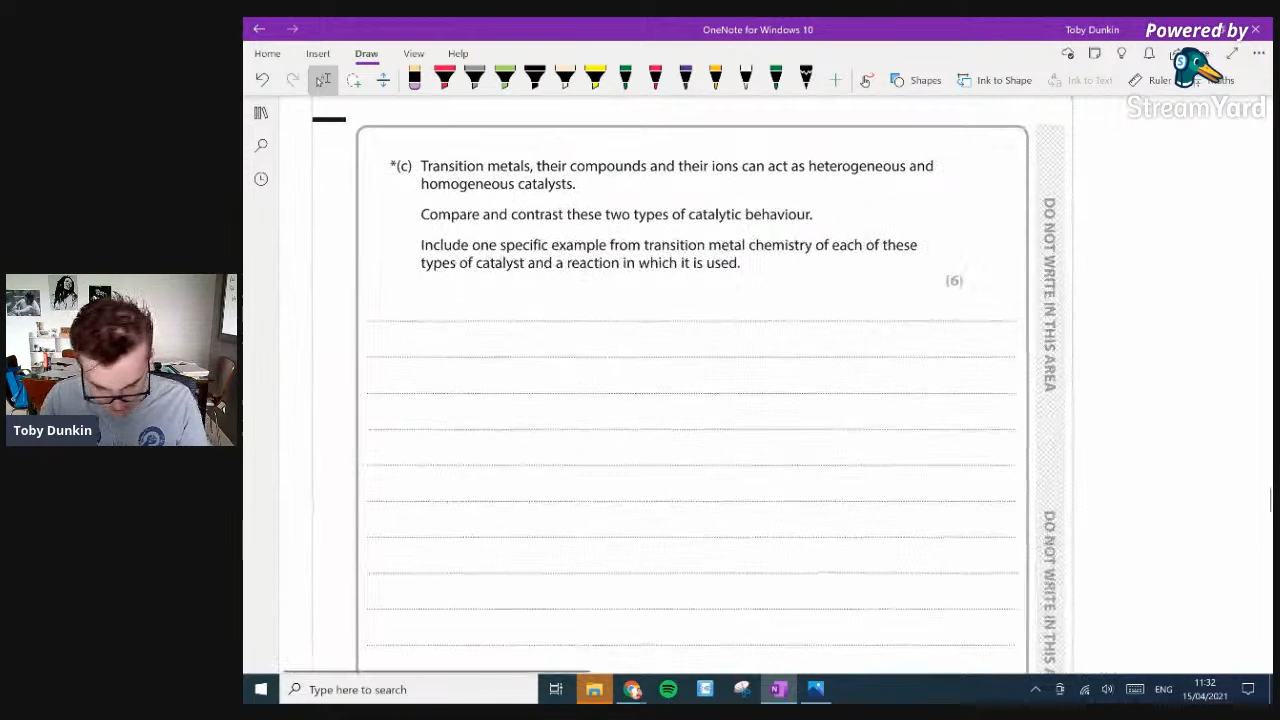 OneNote for Windows 10
Toby Dunkin
Powered by
Home
Insert
Draw
View
Help
Shapes
Ink to Shape
Ink to Text
Ruler
Maths
StreamYard
*(c) Transition metals, their compounds and their ions can act as heterogeneous and
homogeneous catalysts.
Compare and contrast these two types of catalytic behaviour.
Include one specific example from transition metal chemistry of each of these
types of catalyst and a reaction in which it is used.
(6)
DO NOT WRITE IN THIS AREA
DO NOT WRITE IN THIS
Toby Dunkin
Type here to search
ENG
11:32
15/04/2021